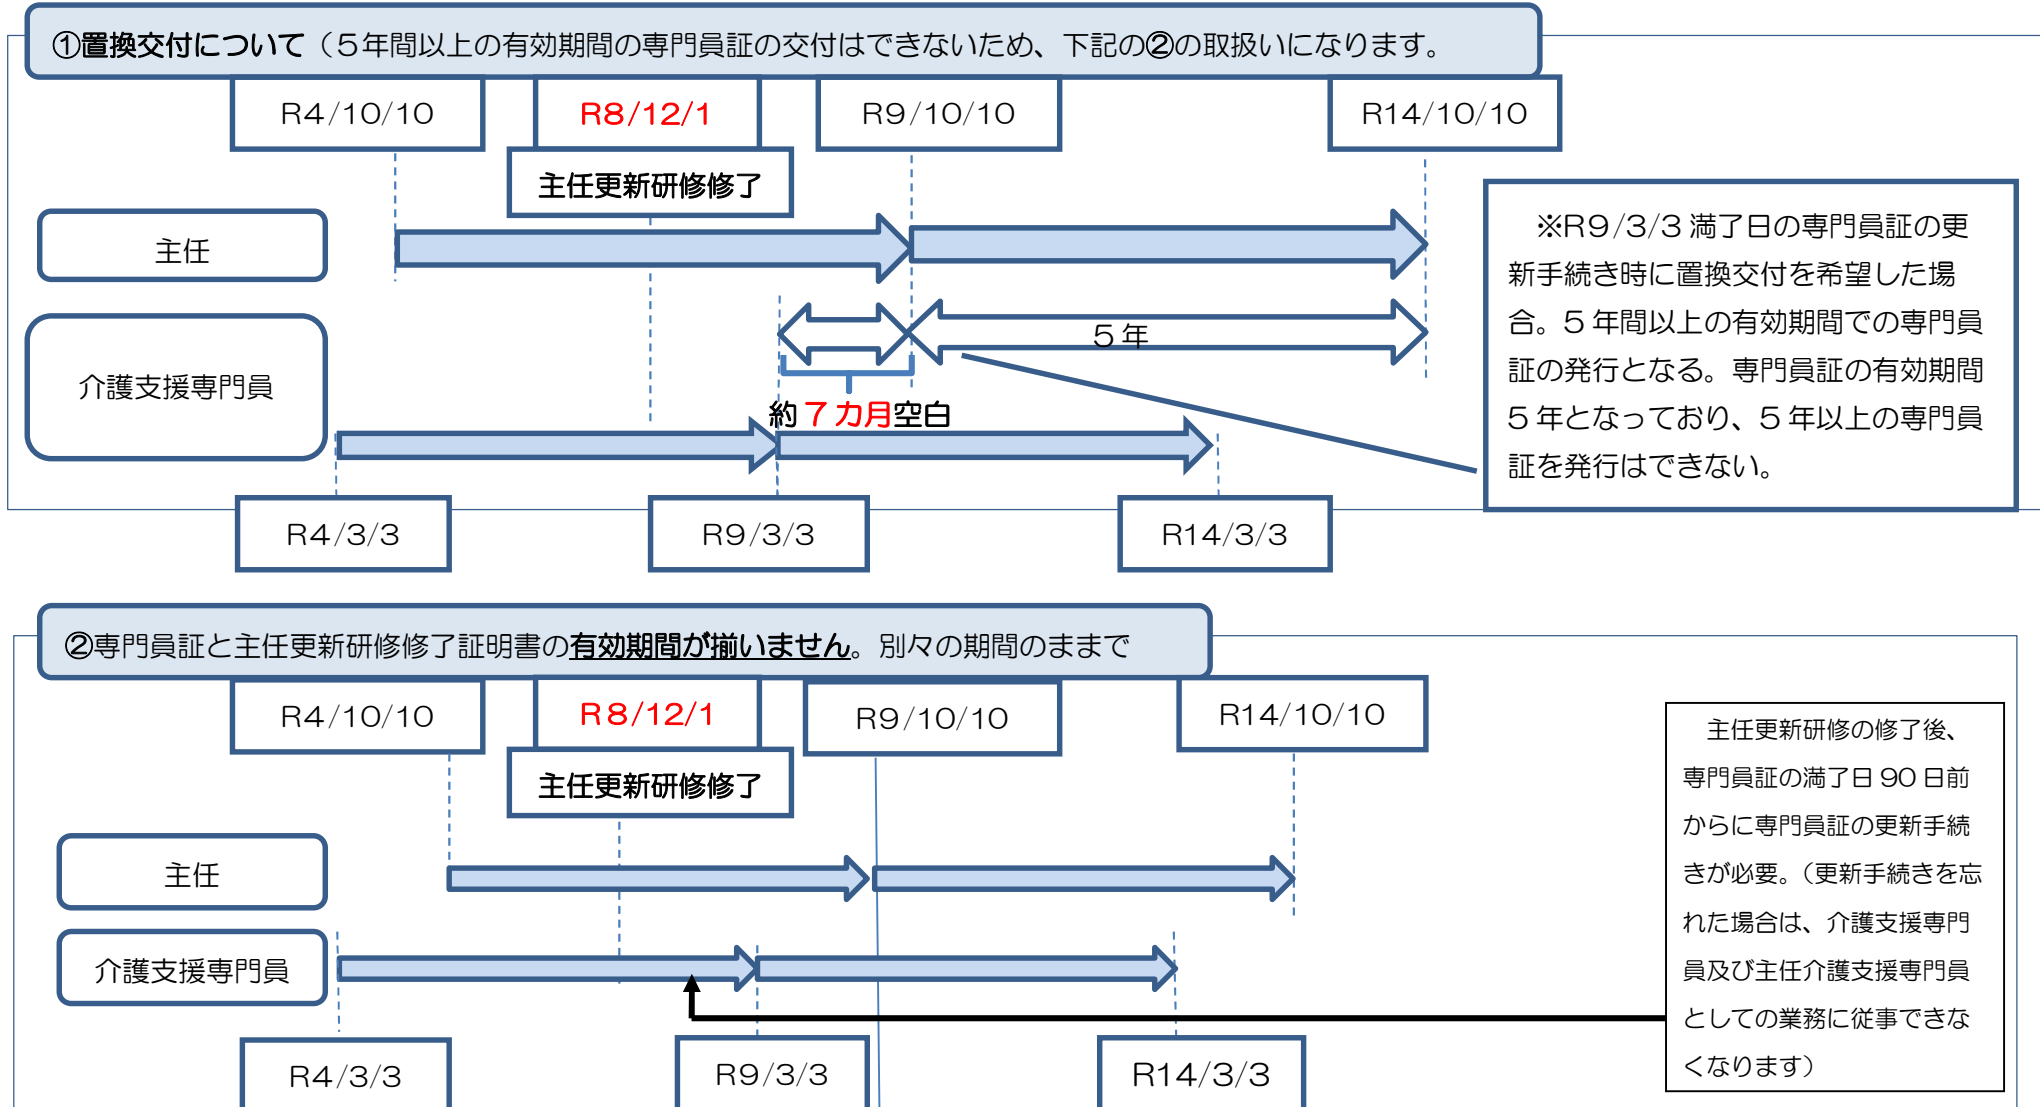 ①置換交付について（５年間以上の有効期間の専門員証の交付はできないため、下記の②の取扱いになります。
R4/10/10
R8/12/1
R9/10/10
R14/10/10
主任更新研修修了
主任
※R9/3/3 満了日の専門員証の更
新手続き時に置換交付を希望した場
合。５年間以上の有効期間での専門員
証の発行となる。専門員証の有効期間
５年となっており、５年以上の専門員
証を発行はできない。
５年
介護支援専門員
約７カ月空白
R4/3/3
R9/3/3
R14/3/3
②専門員証と主任更新研修修了証明書の有効期間が揃いません。別々の期間のままで
R4/10/10
R8/12/1
R9/10/10
R14/10/10
主任更新研修修了
主任更新研修の修了後、
専門員証の満了日 90 日前
からに専門員証の更新手続
きが必要。（更新手続きを忘
れた場合は、介護支援専門
員及び主任介護支援専門員
としての業務に従事できな
くなります）
主任
介護支援専門員
R4/3/3
R9/3/3
R14/3/3